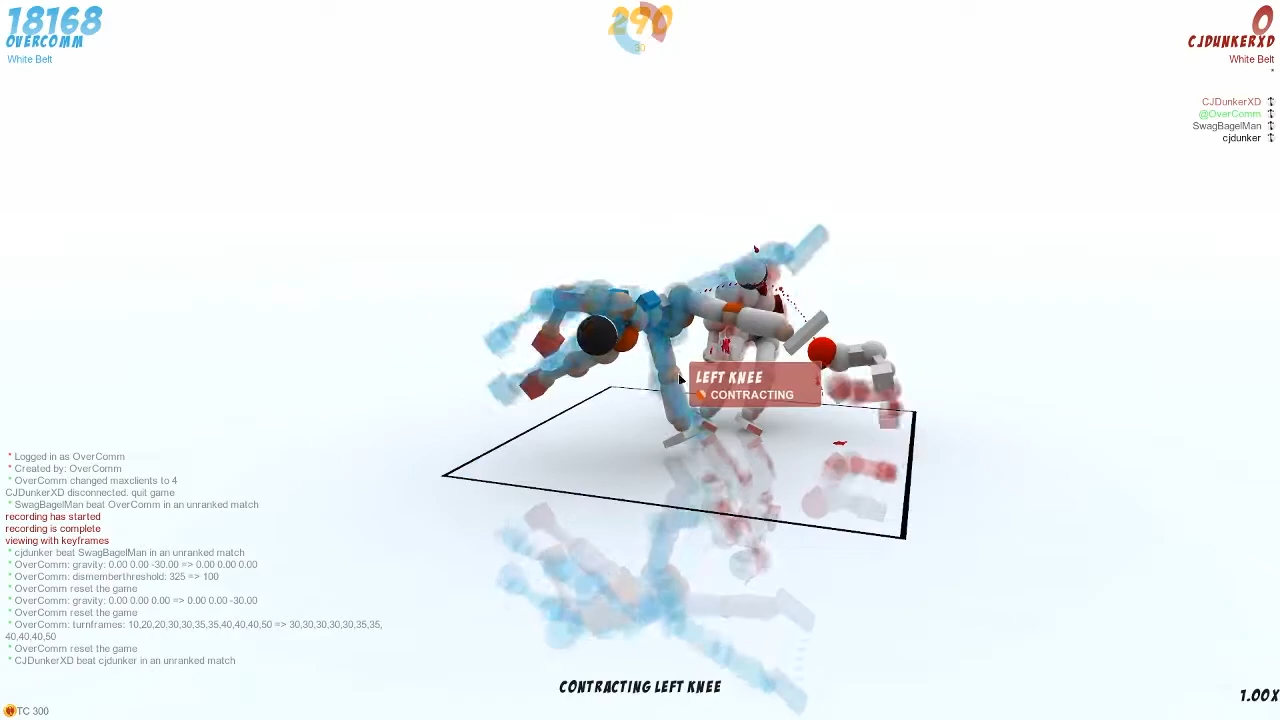 18168
OVERCOMM
White Belt
290
30
0
CJDUNKERXD
White Belt
*
CJDunkerXD
@OverComm
SwagBagelMan
cjdunker
LEFT KNEE
CONTRACTING
* Logged in as OverComm
* Created by: OverComm
* OverComm changed maxclients to 4
CJDunkerXD disconnected. quit game
* SwagBagelMan beat OverComm in an unranked match
recording has started
recording is complete
viewing with keyframes
* cjdunker beat SwagBagelMan in an unranked match
* OverComm: gravity: 0.00 0.00 -30.00 => 0.00 0.00 0.00
* OverComm: dismemberthreshold: 325 => 100
* OverComm reset the game
* OverComm: gravity: 0.00 0.00 0.00 => 0.00 0.00 -30.00
* OverComm reset the game
* OverComm: turnframes: 10,20,20,30,30,35,35,40,40,40,50 => 30,30,30,30,30,35,35,
40,40,40,50
* OverComm reset the game
* CJDunkerXD beat cjdunker in an unranked match
CONTRACTING LEFT KNEE
TC 300
1.00X